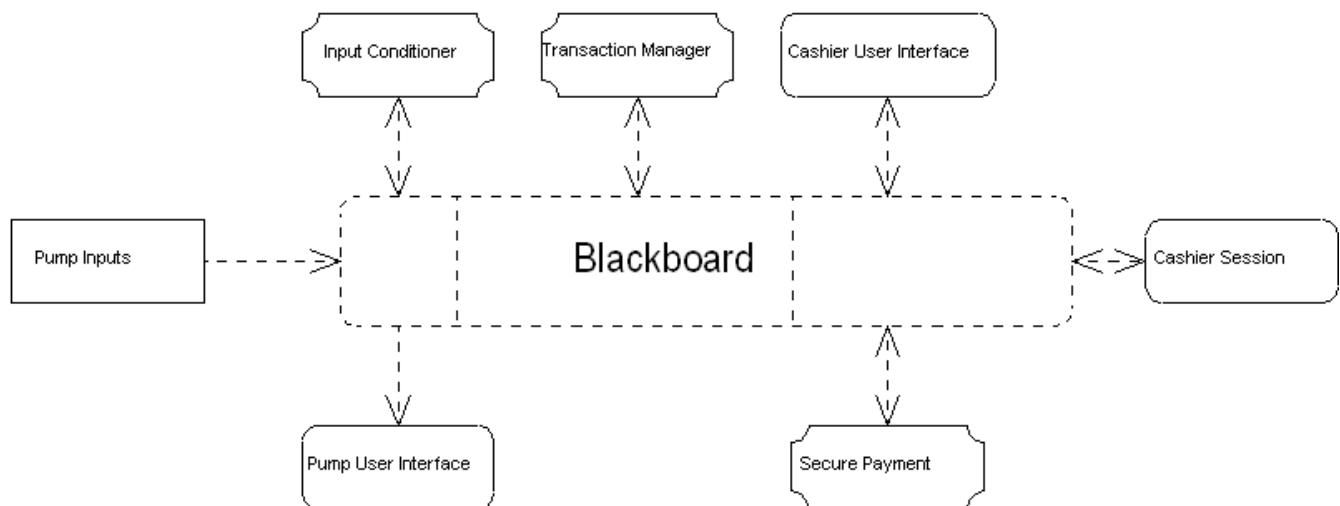 Input Conditioner
Transaction Manager
Cashier User Interface
Pump Inputs
Blackboard
Cashier Session
Pump User Interface
Secure Payment